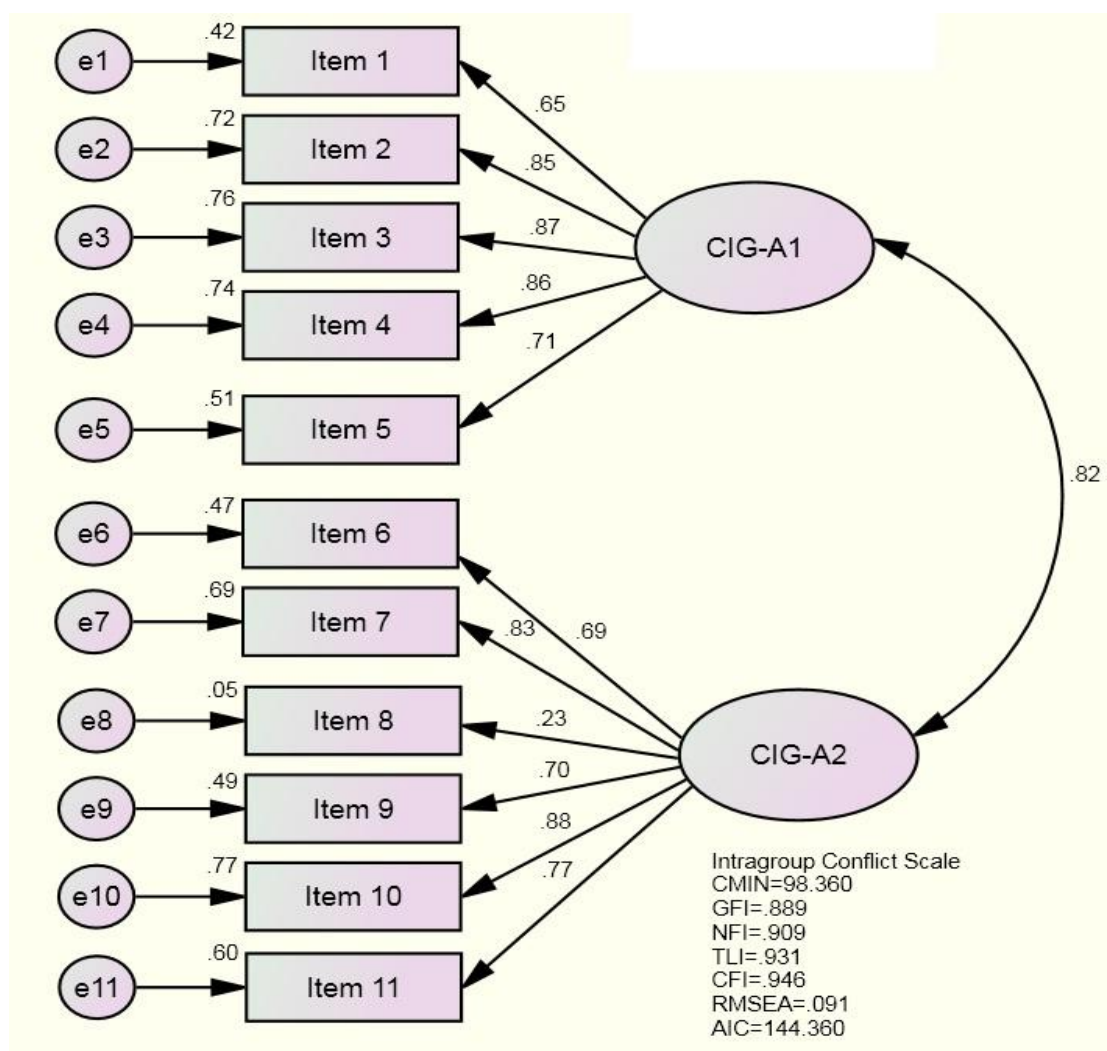 .42
e1
Item 1
.65
.72
e2
Item 2
.85
.76
e3
Item 3
.87
CIG-A1
.74
e4
Item 4
.86
.71
.51
e5
Item 5
.82
.47
e6
Item 6
.69
e7
Item 7
.83
.69
.05
e8
Item 8
.23
CIG-A2
.49
e9
Item 9
.70
.77
e10
Item 10
.88
.77
.60
e11
Item 11
Intragroup Conflict Scale
CMIN=98.360
GFI=.889
NFI=.909
TLI=.931
CFI=.946
RMSEA=.091
AIC=144.360